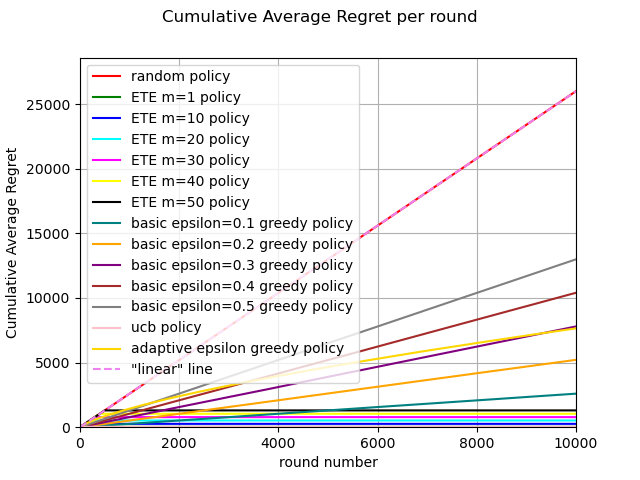 Cumulative Average Regret per round
Cumulative Average Regret
25000
20000
15000
10000
5000
0
random policy
ETE m=1 policy
ETE m=10 policy
ETE m=20 policy
ETE m=30 policy
ETE m=40 policy
ETE m=50 policy
basic epsilon=0.1 greedy policy
basic epsilon=0.2 greedy policy
basic epsilon=0.3 greedy policy
basic epsilon=0.4 greedy policy
basic epsilon=0.5 greedy policy
ucb policy
adaptive epsilon greedy policy
"linear" line
0 2000 4000 6000 8000 10000
round number